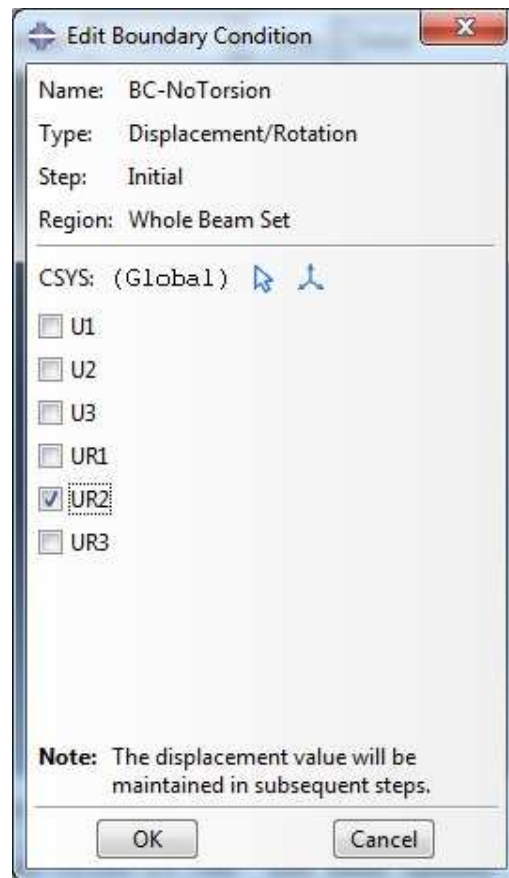 Edit Boundary Condition
Name: BC-NoTorsion
Type: Displacement/Rotation
Step: Initial
Region: Whole Beam Set
CSYS: (Global)
U1
U2
U3
UR1
UR2
UR3
Note: The displacement value will be
maintained in subsequent steps.
OK Cancel